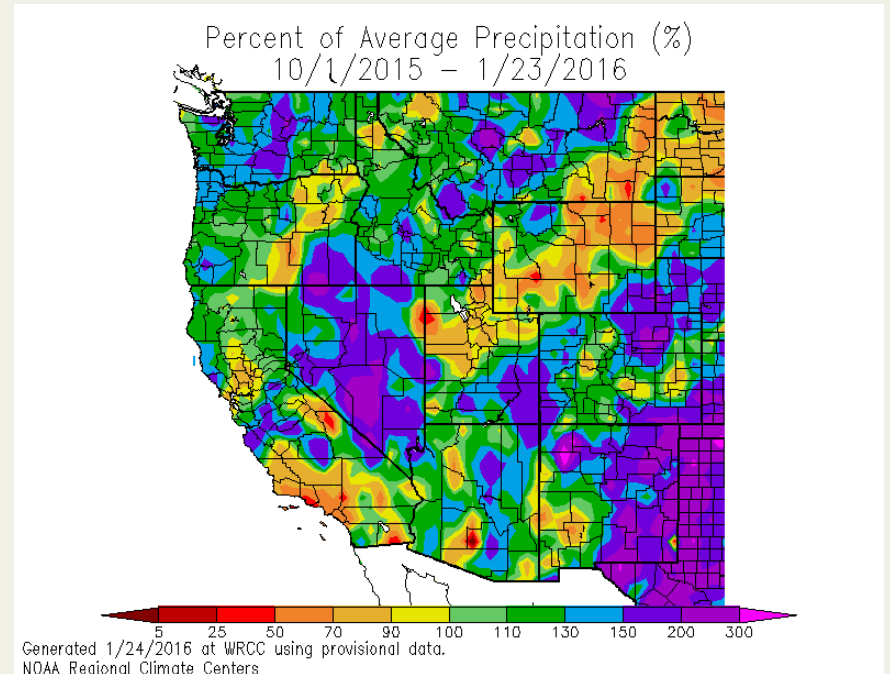 Percent of Average Precipitation (%)
10/1/2015 – 1/23/2016
5 25 50 70 90 100 110 130 150 200 300
Generated 1/24/2016 at WRCC using provisional data.
NOAA Regional Climate Centers